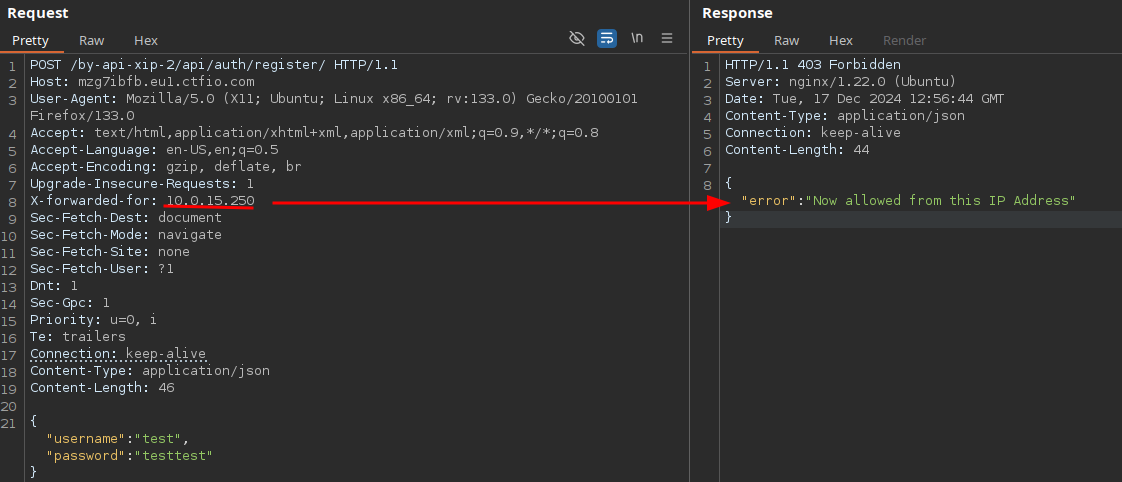 Request
Pretty Raw Hex
\n
1 POST /by-api-xip-2/api/auth/register/ HTTP/1.1
2 Host: mzg7ibfb.eu1.ctfio.com
3 User-Agent: Mozilla/5.0 (X11; Ubuntu; Linux x86_64; rv:133.0) Gecko/20100101
Firefox/133.0
4 Accept: text/html,application/xhtml+xml,application/xml;q=0.9,*/*;q=0.8
5 Accept-Language: en-US,en;q=0.5
6 Accept-Encoding: gzip, deflate, br
7 Upgrade-Insecure-Requests: 1
8 X-forwarded-for: 10.0.15.250
9 Sec-Fetch-Dest: document
10 Sec-Fetch-Mode: navigate
11 Sec-Fetch-Site: none
12 Sec-Fetch-User: ?1
13 Dnt: 1
14 Sec-Gpc: 1
15 Priority: u=0, i
16 Te: trailers
17 Connection: keep-alive
18 Content-Type: application/json
19 Content-Length: 46
20
21 {
"username":"test",
"password":"testtest"
}
Response
Pretty Raw Hex Render
1 HTTP/1.1 403 Forbidden
2 Server: nginx/1.22.0 (Ubuntu)
3 Date: Tue, 17 Dec 2024 12:56:44 GMT
4 Content-Type: application/json
5 Connection: keep-alive
6 Content-Length: 44
7
8 {
"error":"Now allowed from this IP Address"
}